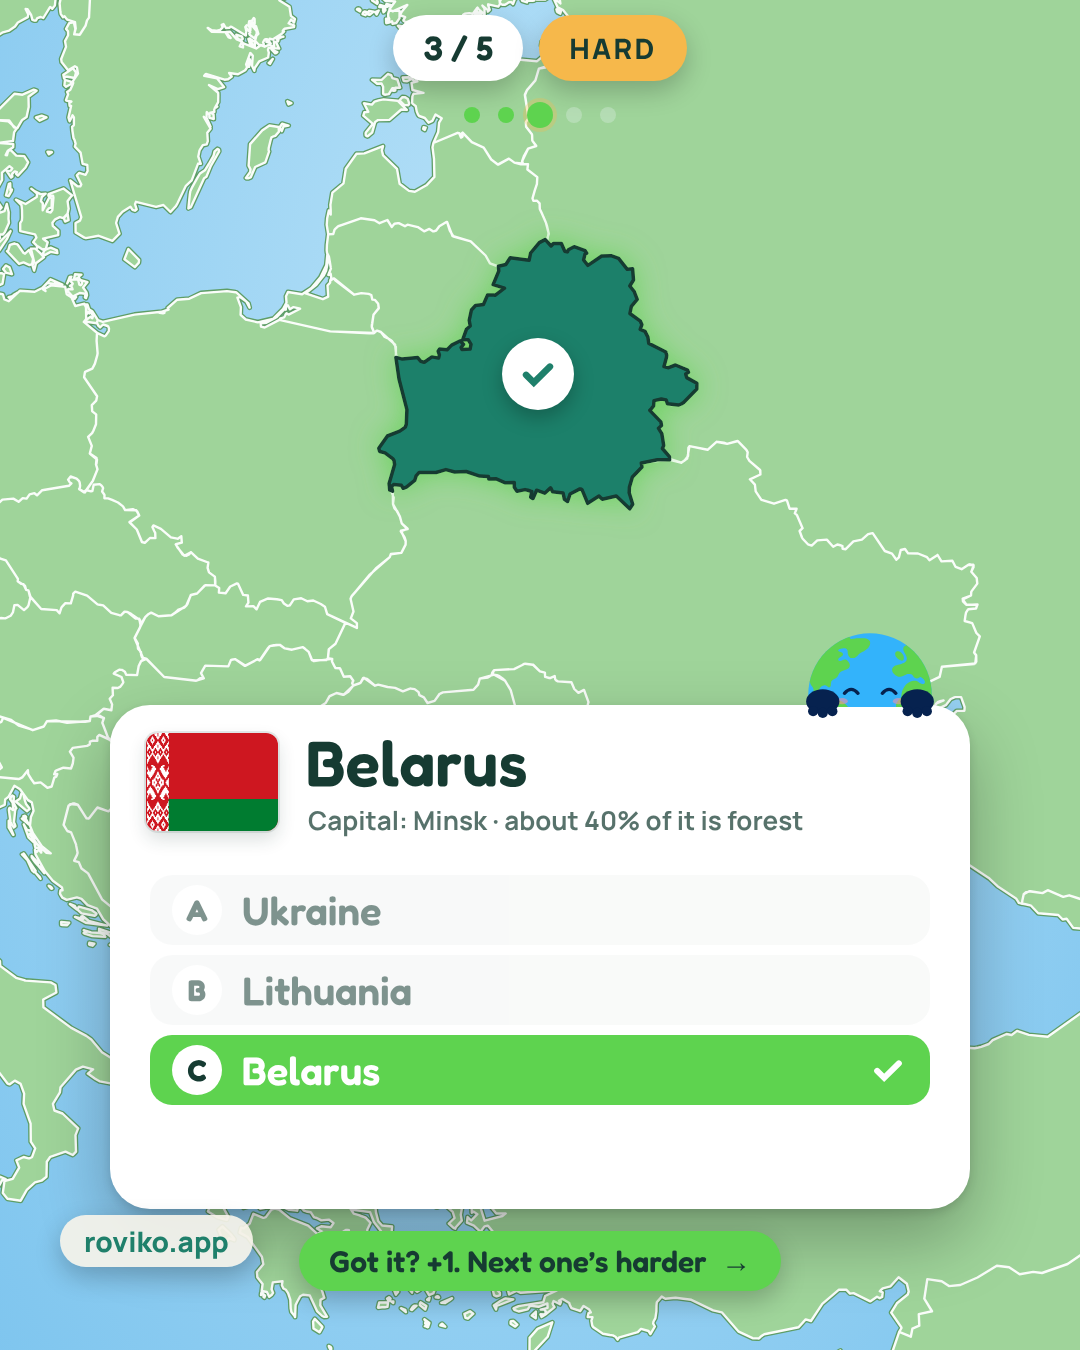 3 / 5
HARD
Belarus
Capital: Minsk · about 40% of it is forest
A Ukraine
B Lithuania
C Belarus
roviko.app
Got it? +1. Next one’s harder →